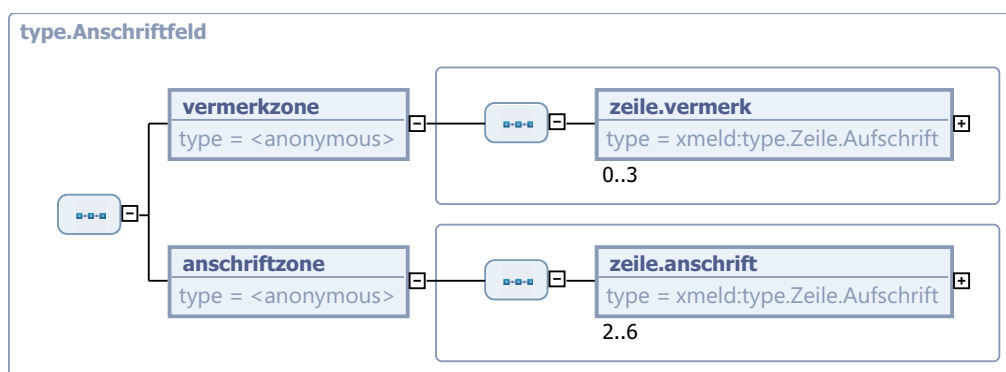 type.Anschriftfeld
vermerkzone
type = <anonymous>
zeile.vermerk
type = xmeld:type.Zeile.Aufschrift
0..3
anschriftzone
type = <anonymous>
zeile.anschrift
type = xmeld:type.Zeile.Aufschrift
2..6